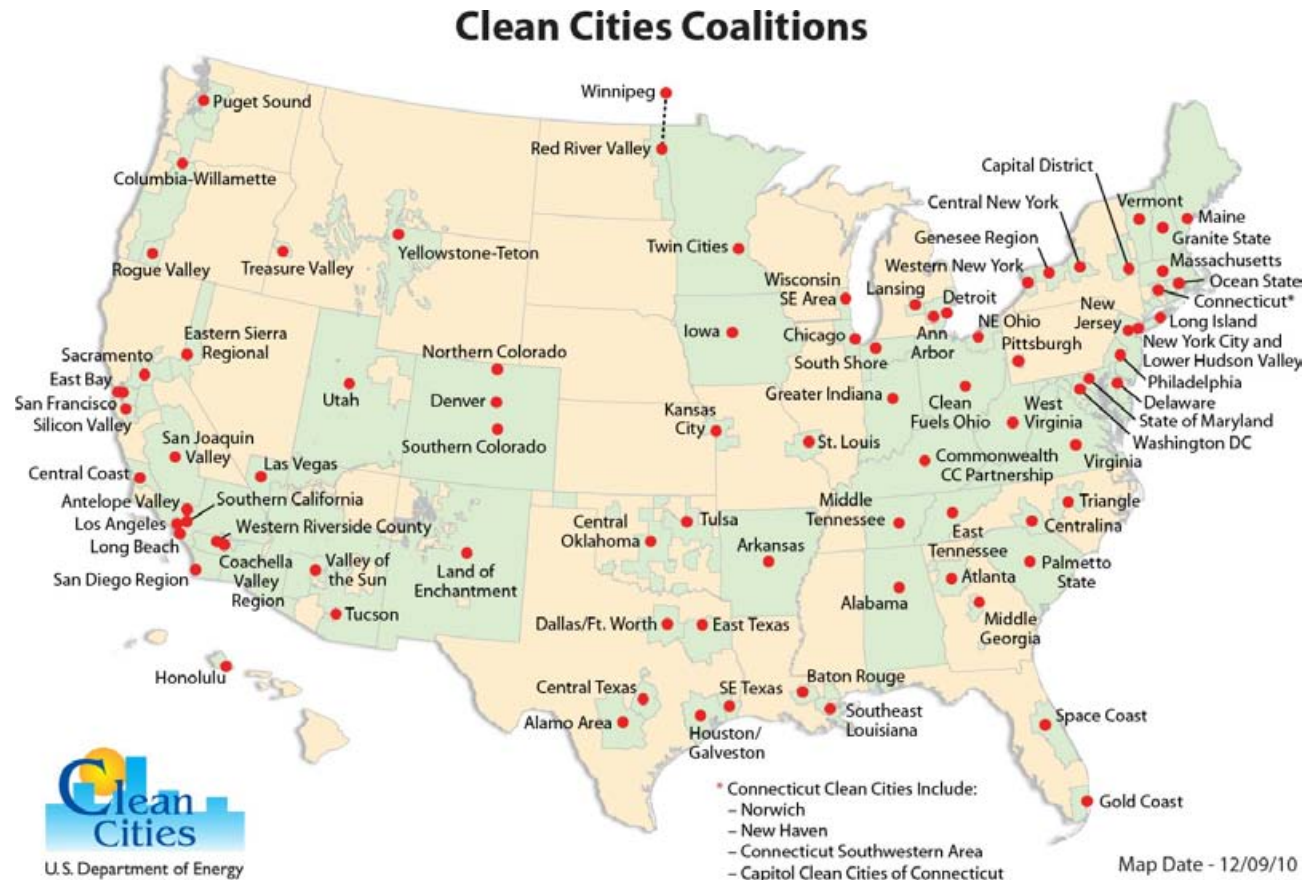 Clean Cities Coalitions
Winnipeg
Puget Sound
Red River Valley
Columbia-Willamette
Capital District
Central New York
Vermont
Maine
Genesee Region
Granite State
Rogue Valley
Treasure Valley
Yellowstone-Teton
Twin Cities
Western New York
Massachusetts
Wisconsin
SE Area
Lansing
Detroit
Ocean State
Connecticut*
New
Jersey
Long Island
Eastern Sierra
Regional
Iowa
Chicago
Ann
Arbor
NE Ohio
Pittsburgh
New York City and
Lower Hudson Valley
Sacramento
Northern Colorado
South Shore
Philadelphia
East Bay
Utah
Denver
Greater Indiana
Clean
Fuels Ohio
West
Virginia
Delaware
San Francisco
Silicon Valley
Kansas
City
State of Maryland
Southern Colorado
St. Louis
Washington DC
San Joaquin
Valley
Commonwealth
CC Partnership
Virginia
Central Coast
Las Vegas
Antelope Valley
Southern California
Middle
Tennessee
Triangle
Los Angeles
Western Riverside County
Central
Oklahoma
Tulsa
Centralina
Long Beach
Arkansas
East
Tennessee
San Diego Region
Coachella
Valley
Region
Valley of
the Sun
Land of
Enchantment
Palmetto
State
Atlanta
Alabama
Tucson
Dallas/Ft. Worth
East Texas
Middle
Georgia
Honolulu
Central Texas
SE Texas
Baton Rouge
Alamo Area
Houston/
Galveston
Southeast
Louisiana
Space Coast
* Connecticut Clean Cities Include:
– Norwich
– New Haven
– Connecticut Southwestern Area
– Capitol Clean Cities of Connecticut
Gold Coast
Clean
Cities
U.S. Department of Energy
Map Date - 12/09/10